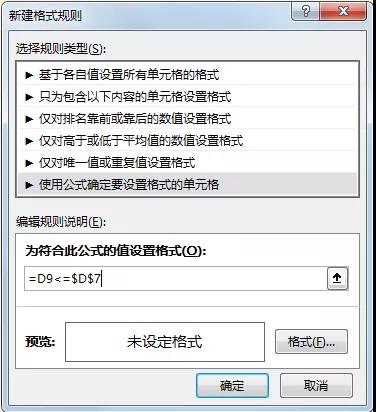 新建格式规则
选择规则类型(S):
► 基于各自值设置所有单元格的格式
► 只为包含以下内容的单元格设置格式
► 仅对排名靠前或靠后的数值设置格式
► 仅对高于或低于平均值的数值设置格式
► 仅对唯一值或重复值设置格式
► 使用公式确定要设置格式的单元格
编辑规则说明(E):
为符合此公式的值设置格式(O):
=D9<=$D$7
预览: 未设定格式 格式(F)...
确定 取消